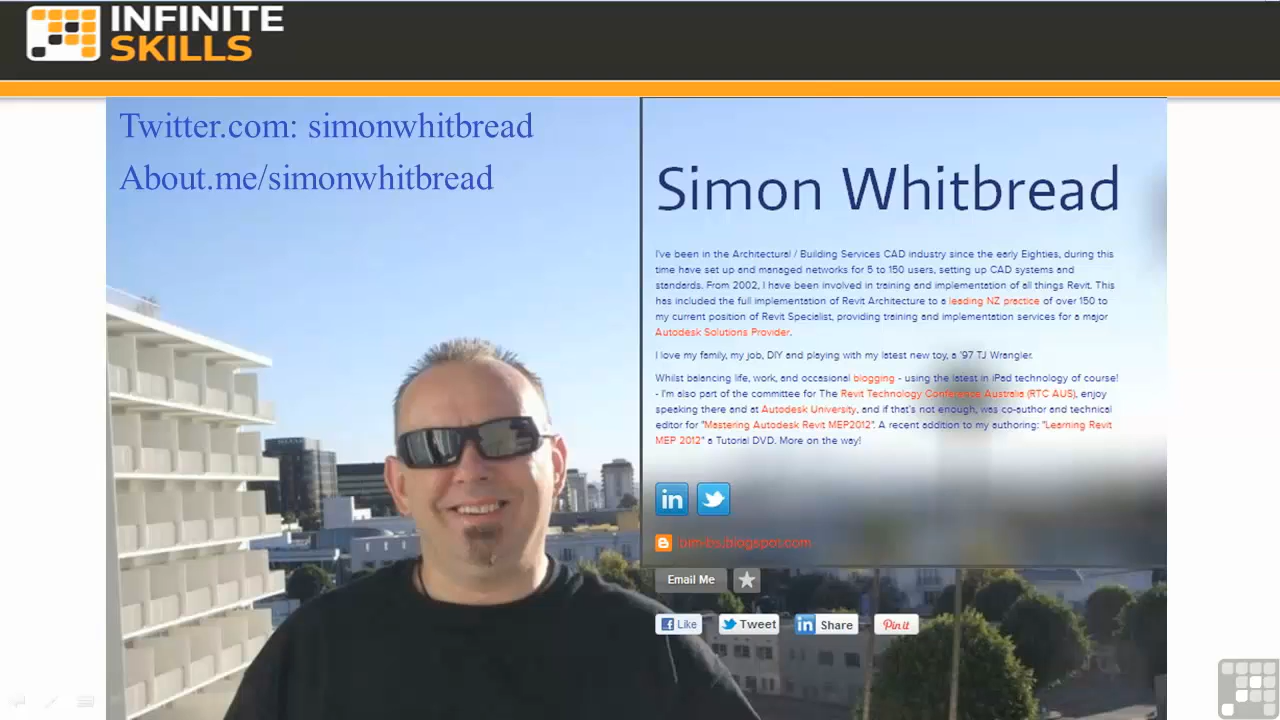 INFINITE
SKILLS
Twitter.com: simonwhitbread
About.me/simonwhitbread
Simon Whitbread
I've been in the Architectural / Building Services CAD industry since the early Eighties, during this
time have set up and managed networks for 5 to 150 users, setting up CAD systems and
standards. From 2002, I have been involved in training and implementation of all things Revit. This
has included the full implementation of Revit Architecture to a leading NZ practice of over 150 to
my current position of Revit Specialist, providing training and implementation services for a major
Autodesk Solutions Provider.
I love my family, my job, DIY and playing with my latest new toy, a '97 TJ Wrangler.
Whilst balancing life, work, and occasional blogging - using the latest in iPad technology of course!
- I'm also part of the committee for The Revit Technology Conference Australia (RTC AUS), enjoy
speaking there and at Autodesk University, and if that's not enough, was co-author and technical
editor for "Mastering Autodesk Revit MEP2012". A recent addition to my authoring: "Learning Revit
MEP 2012" a Tutorial DVD. More on the way!
in
bim-bs.blogspot.com
Email Me
Like Tweet in Share Pin it